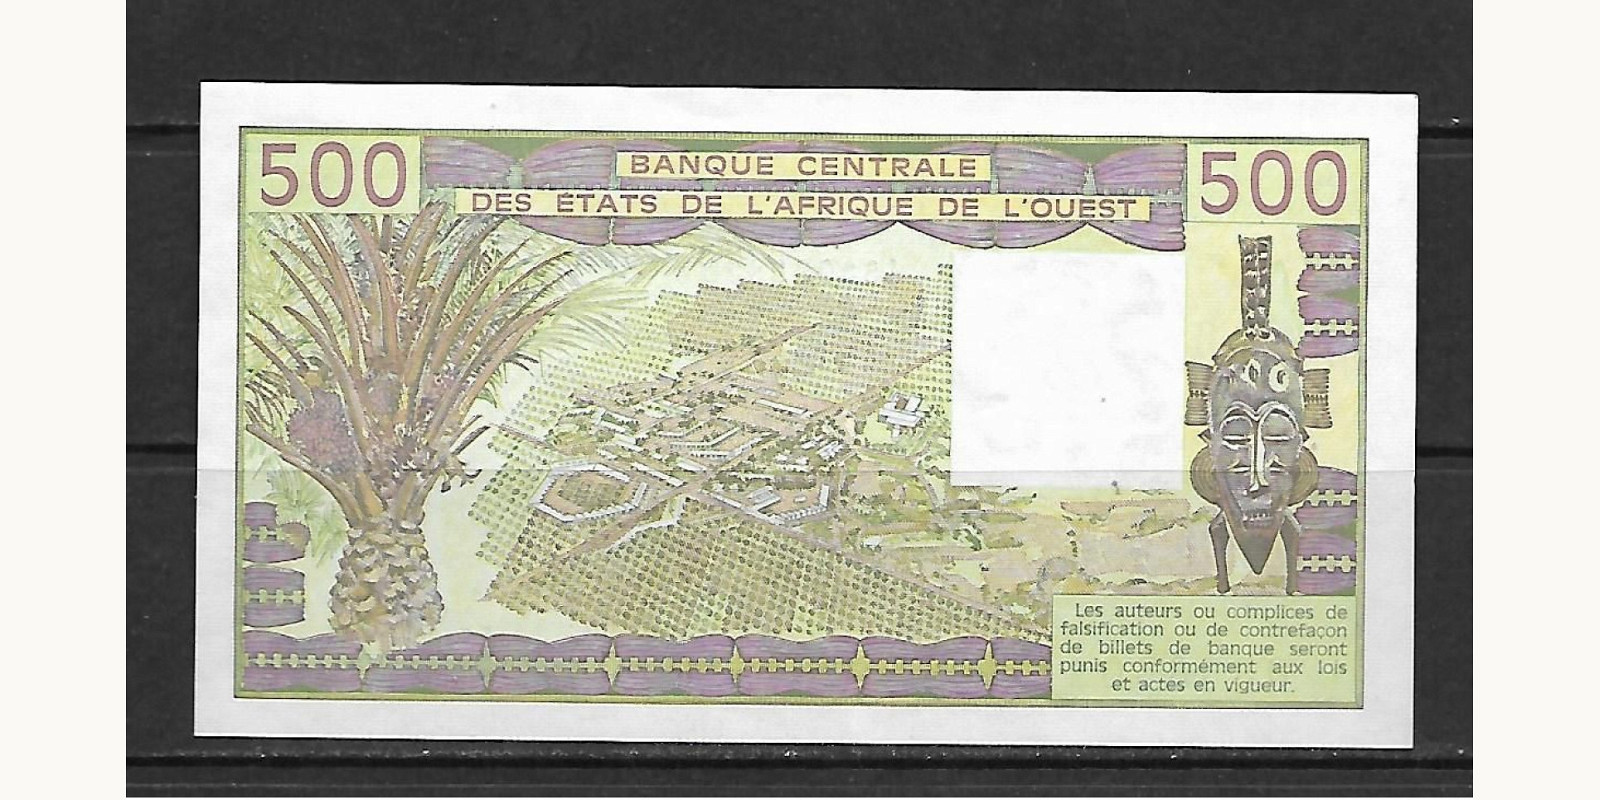 500
BANQUE CENTRALE
DES ÉTATS DE L'AFRIQUE DE L'OUEST
500
Les auteurs ou complices de
falsification ou de contrefaçon
de billets de banque seront
punis conformément aux lois
et actes en vigueur.